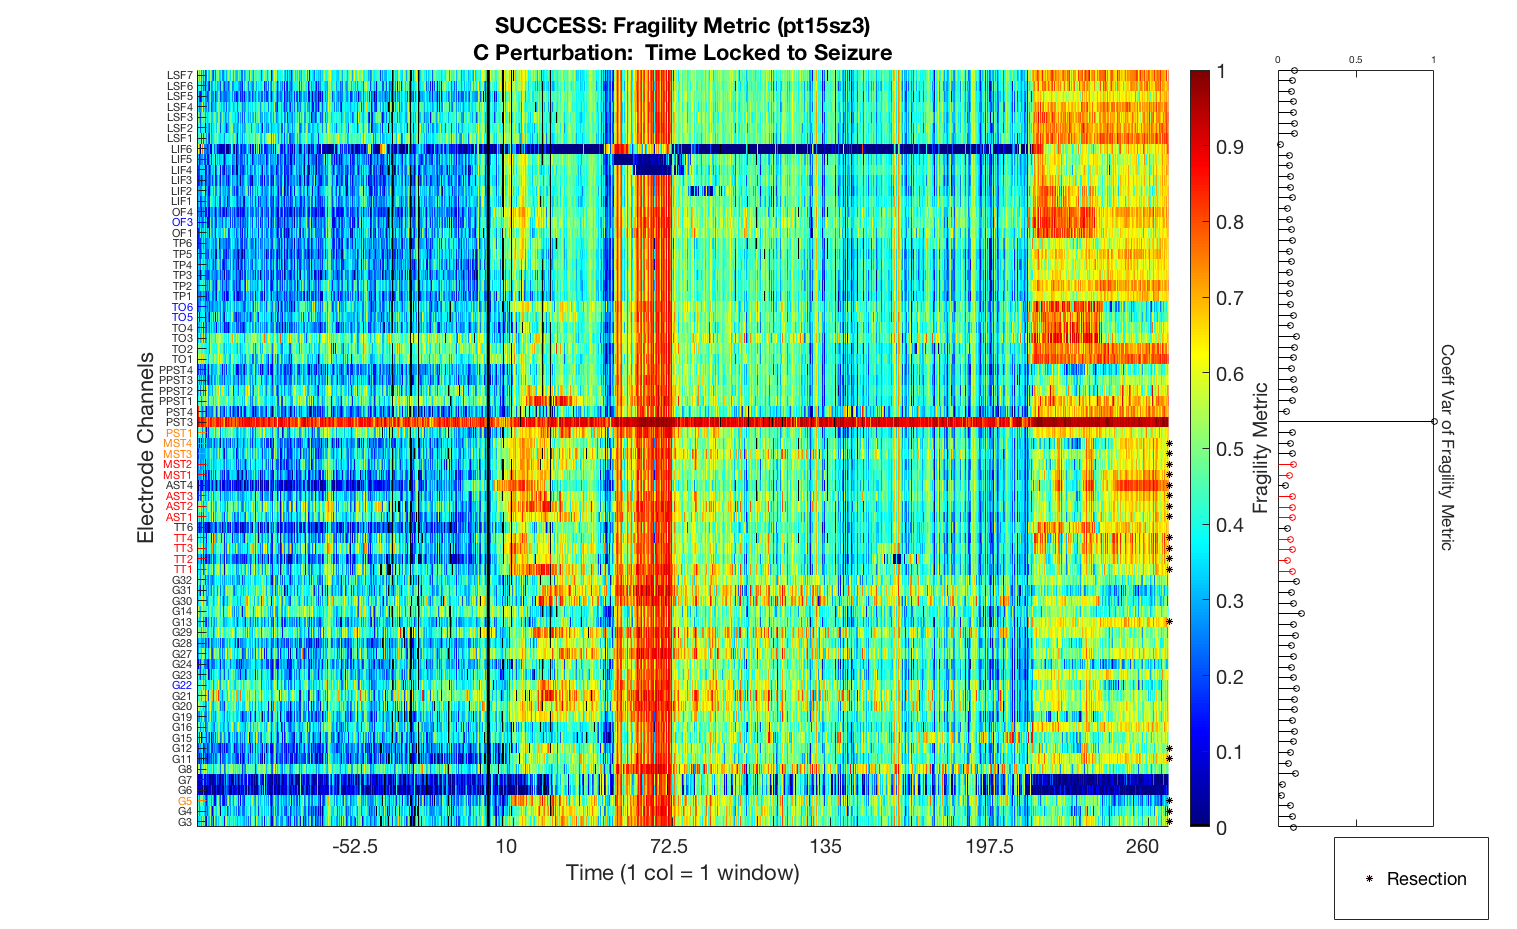 SUCCESS: Fragility Metric (pt15sz3)
C Perturbation:  Time Locked to Seizure
Electrode Channels
LSF7
LSF6
LSF5
LSF4
LSF3
LSF2
LSF1
LIF6
LIF5
LIF4
LIF3
LIF2
LIF1
OF4
OF3
OF1
TP6
TP5
TP4
TP3
TP2
TP1
TO6
TO5
TO4
TO3
TO2
TO1
PPST4
PPST3
PPST2
PPST1
PST4
PST3
PST1
MST4
MST3
MST2
MST1
AST4
AST3
AST2
AST1
TT6
TT4
TT3
TT2
TT1
G32
G31
G30
G14
G13
G29
G28
G27
G24
G23
G22
G21
G20
G19
G16
G15
G12
G11
G8
G7
G6
G5
G4
G3
-52.5 10 72.5 135 197.5 260
Time (1 col = 1 window)
1
0.9
0.8
0.7
0.6
0.5
0.4
0.3
0.2
0.1
0
Fragility Metric
0 0.5 1
Coeff Var of Fragility Metric
* Resection